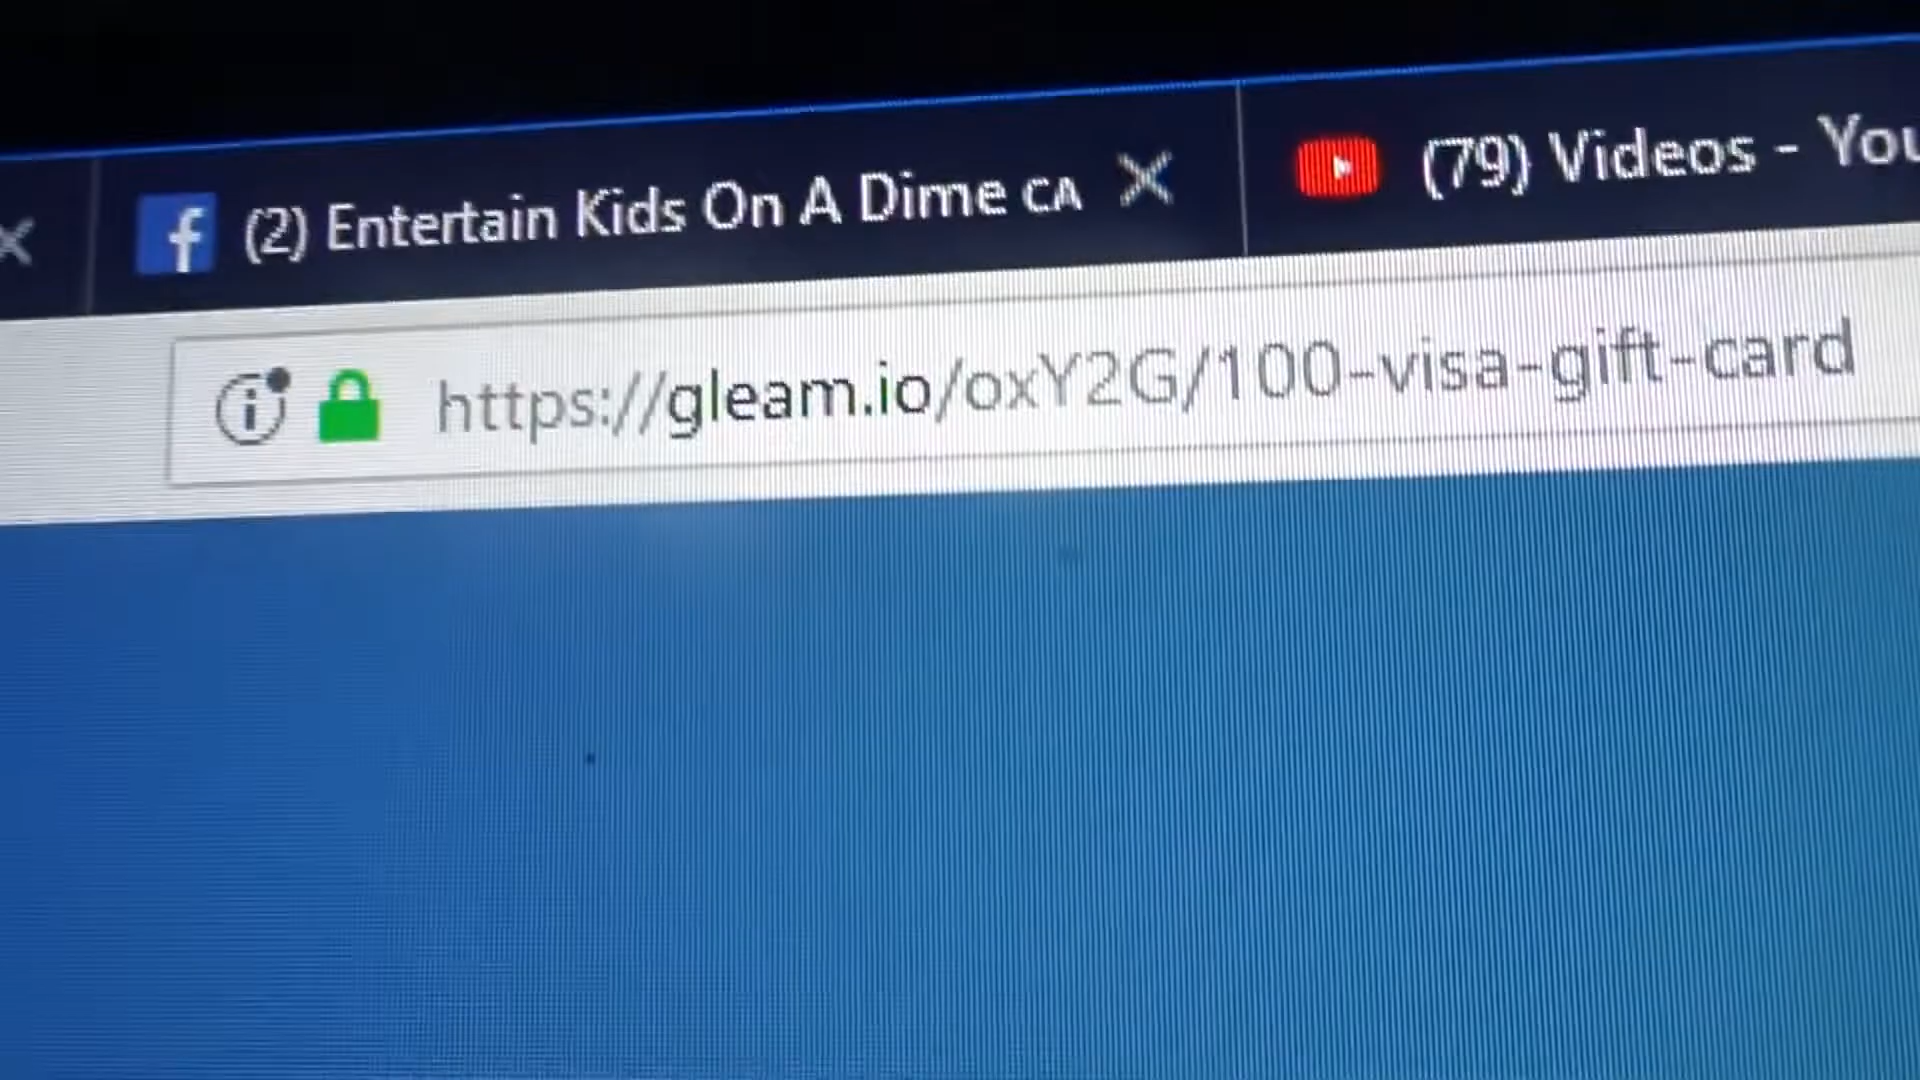 (2) Entertain Kids On A Dime CA
(79) Videos - You
https://gleam.io/oxY2G/100-visa-gift-card